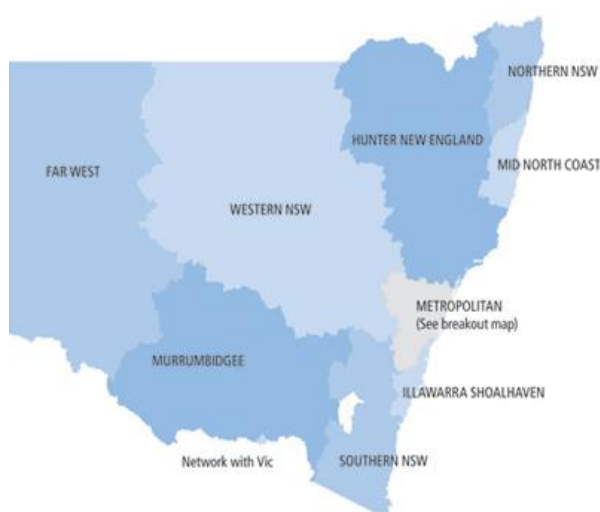 NORTHERN NSW
HUNTER NEW ENGLAND
MID NORTH COAST
FAR WEST
WESTERN NSW
METROPOLITAN
(See breakout map)
MURRUMBIDGEE
ILLAWARRA SHOALHAVEN
Network with Vic
SOUTHERN NSW